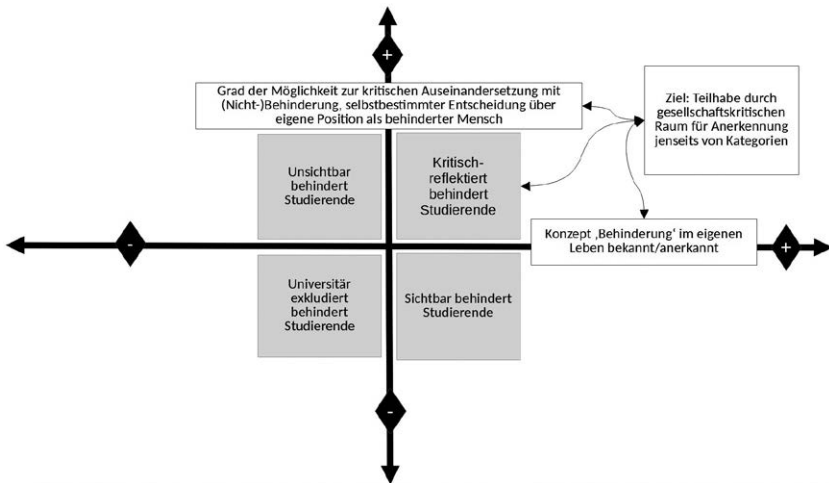 +
Grad der Möglichkeit zur kritischen Auseinandersetzung mit
(Nicht-)Behinderung, selbstbestimmter Entscheidung über
eigene Position als behinderter Mensch
Ziel: Teilhabe durch
gesellschaftskritischen
Raum für Anerkennung
jenseits von Kategorien
Unsichtbar
behindert
Studierende
Kritisch-
reflektiert
behindert
Studierende
-
Konzept ‚Behinderung‘ im eigenen
Leben bekannt/anerkannt
+
Universitär
exkludiert
behindert
Studierende
Sichtbar behindert
Studierende
-